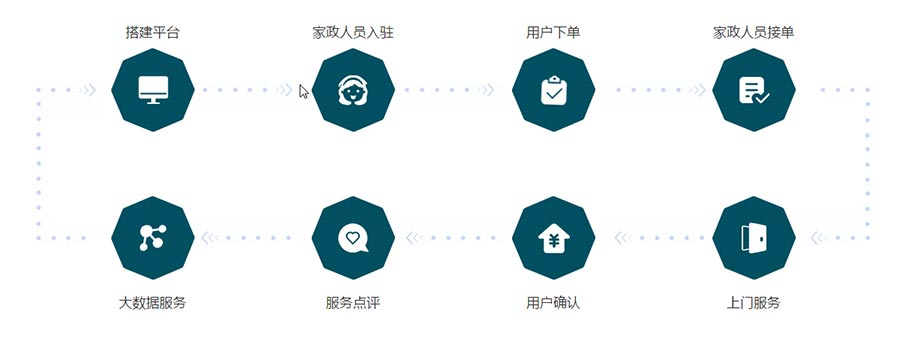 搭建平台
家政人员入驻
用户下单
家政人员接单
大数据服务
服务点评
用户确认
上门服务